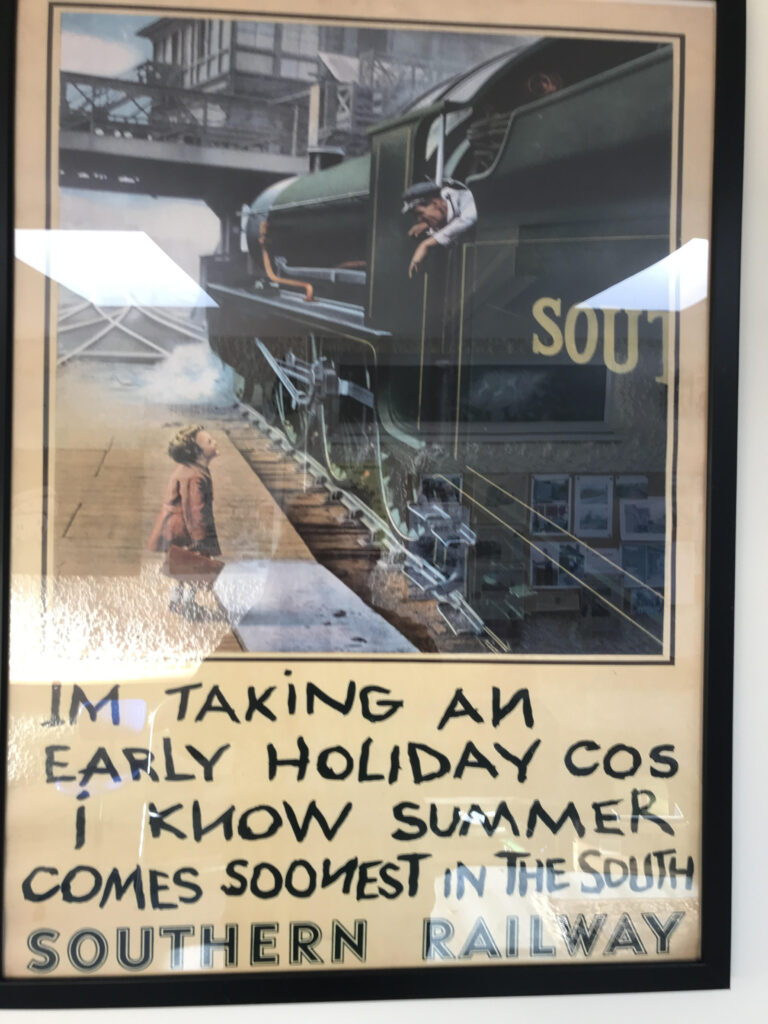 SOUT
IM TAKING AN
EARLY HOLIDAY COS
i KNOW SUMMER
COMES SOONEST IN THE SOUTH
SOUTHERN RAILWAY